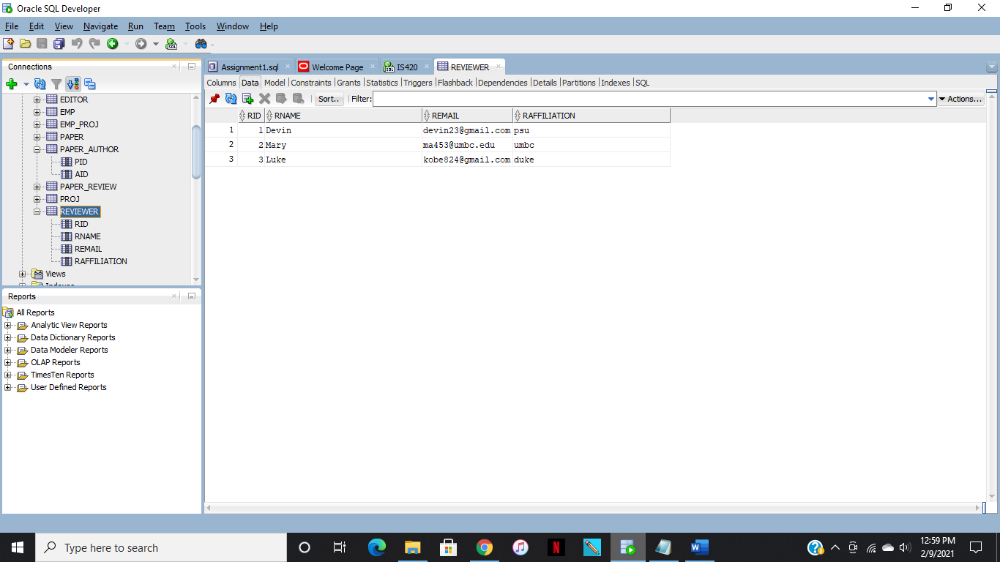 Oracle SQL Developer
File Edit View Navigate Run Team Tools Window Help
SQL
Connections
EDITOR
EMP
EMP_PROJ
PAPER
PAPER_AUTHOR
PID
AID
PAPER_REVIEW
PROJ
REVIEWER
RID
RNAME
REMAIL
RAFFILIATION
Views
Indexes
Reports
All Reports
Analytic View Reports
Data Dictionary Reports
Data Modeler Reports
OLAP Reports
TimesTen Reports
User Defined Reports
Assignment1.sql Welcome Page IS420 REVIEWER
Columns Data Model Constraints Grants Statistics Triggers Flashback Dependencies Details Partitions Indexes SQL
Sort.. Filter: Actions...
RID RNAME REMAIL RAFFILIATION
1 1 Devin devin23@gmail.com psu
2 2 Mary ma453@umbc.edu umbc
3 3 Luke kobe824@gmail.com duke
Type here to search
12:59 PM
2/9/2021